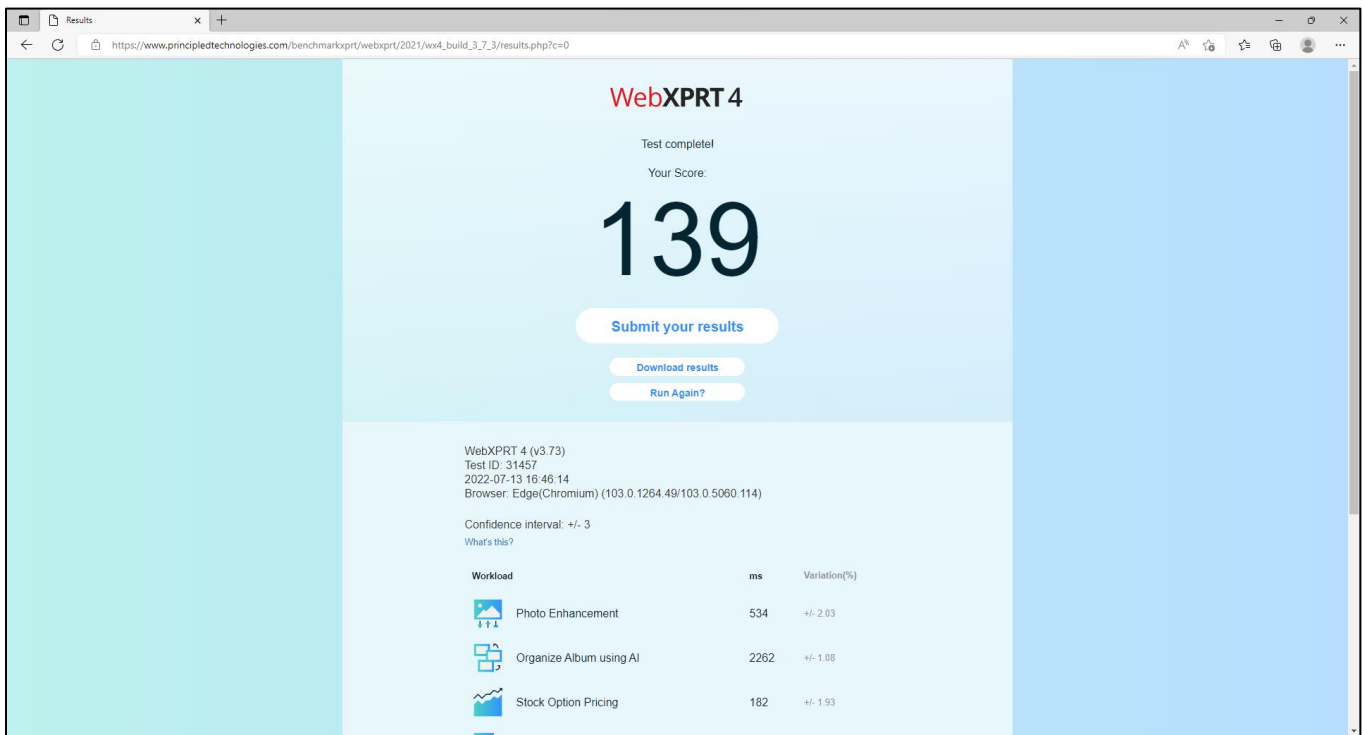 Results
https://www.principledtechnologies.com/benchmarkxprt/webxprt/2021/wx4_build_3_7_3/results.php?c=0
WebXPRT 4
Test complete!
Your Score:
139
Submit your results
Download results
Run Again?
WebXPRT 4 (v3.73)
Test ID: 31457
2022-07-13 16:46:14
Browser: Edge(Chromium) (103.0.1264.49/103.0.5060.114)
Confidence interval: +/- 3
What's this?
Workload ms Variation(%)
Photo Enhancement 534 +/- 2.03
Organize Album using AI 2262 +/- 1.08
Stock Option Pricing 182 +/- 1.93